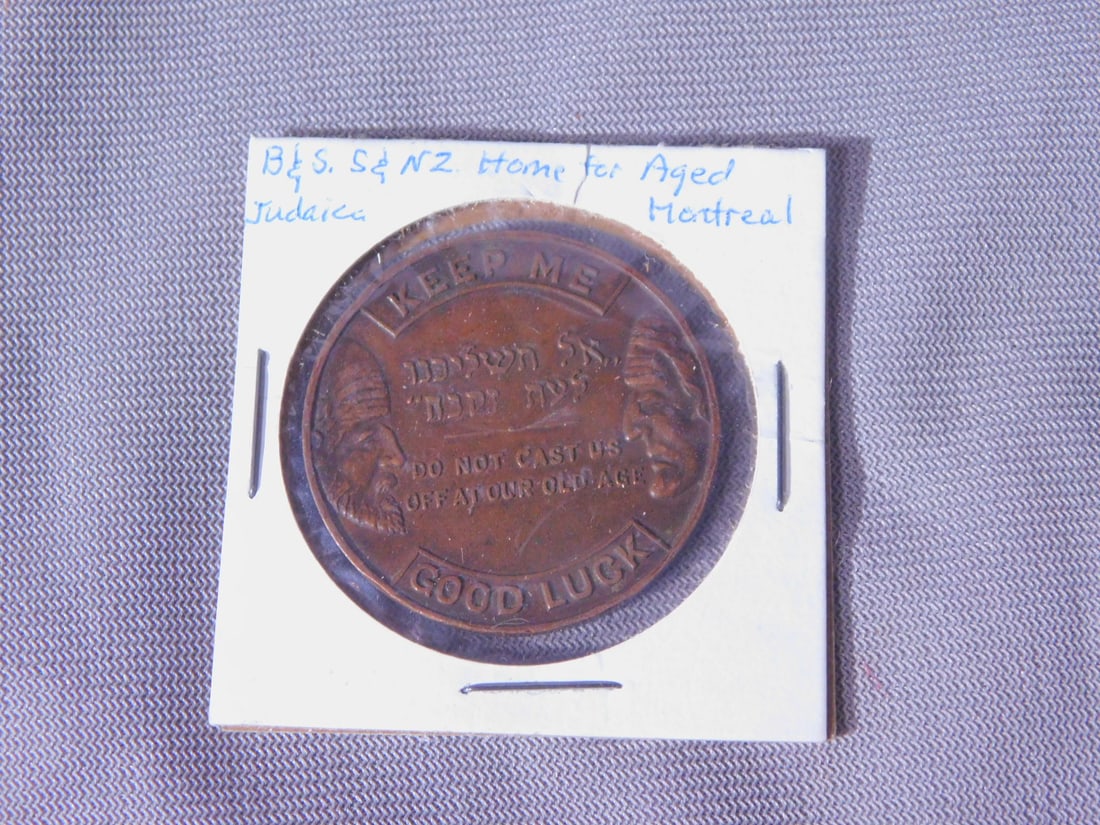 B&S. S& NZ. Home for Aged
Judaica Montreal
KEEP ME
„אל תשליכנו
לעת זקנה"
DO NOT CAST US
OFF AT OUR OLD AGE
GOOD LUCK